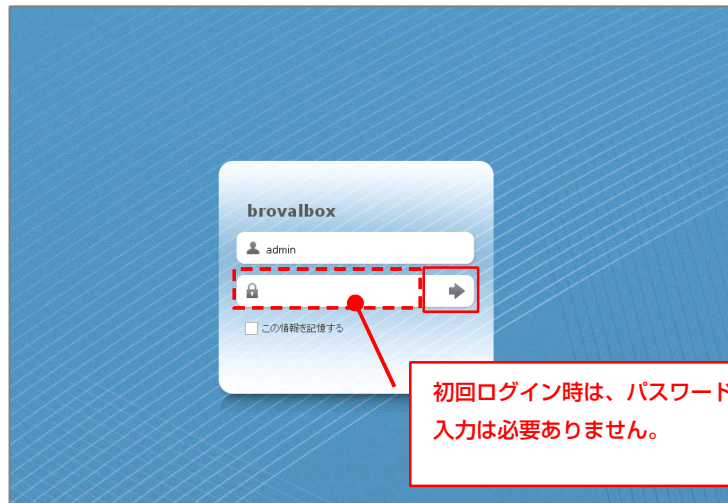 brovalbox
admin
この情報を記憶する
初回ログイン時は、パスワード
入力は必要ありません。